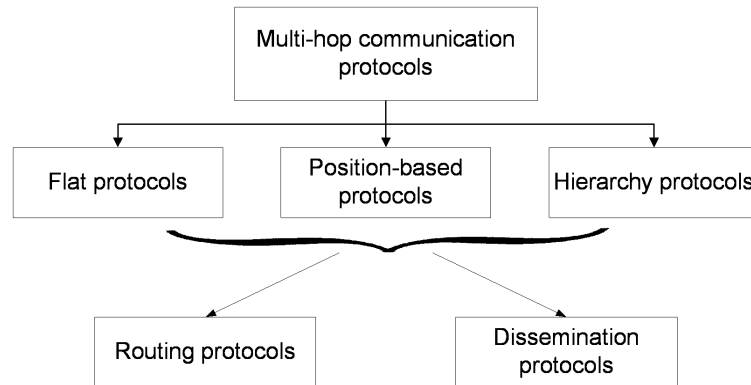 Multi-hop communication
protocols
Flat protocols
Position-based
protocols
Hierarchy protocols
Routing protocols
Dissemination
protocols